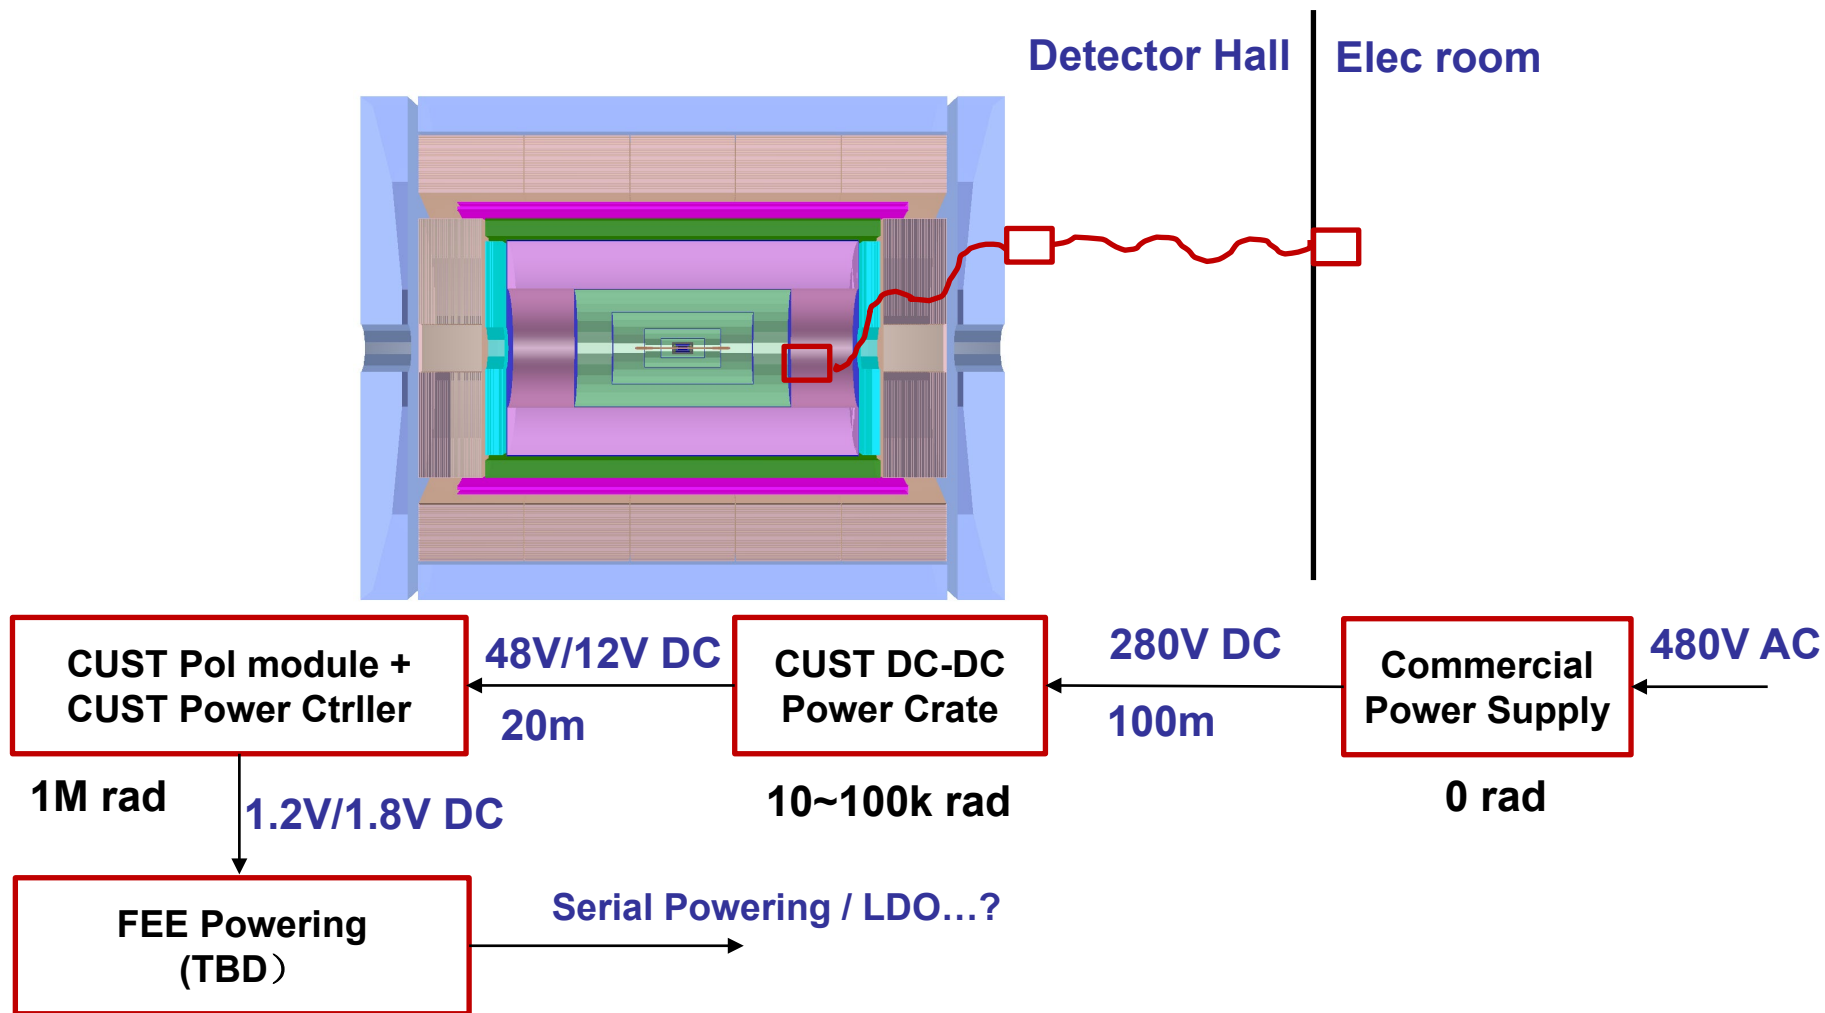 Detector Hall
Elec room
CUST Pol module +
CUST Power Ctrller
48V/12V DC
20m
CUST DC-DC
Power Crate
280V DC
100m
Commercial
Power Supply
480V AC
1M rad
1.2V/1.8V DC
10~100k rad
0 rad
FEE Powering
(TBD）
Serial Powering / LDO…?